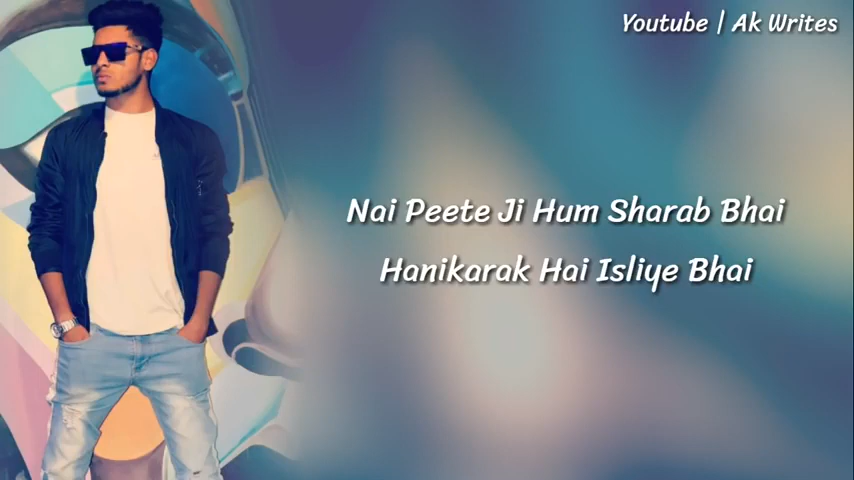 Youtube | Ak Writes
Nai Peete Ji Hum Sharab Bhai
Hanikarak Hai Isliye Bhai